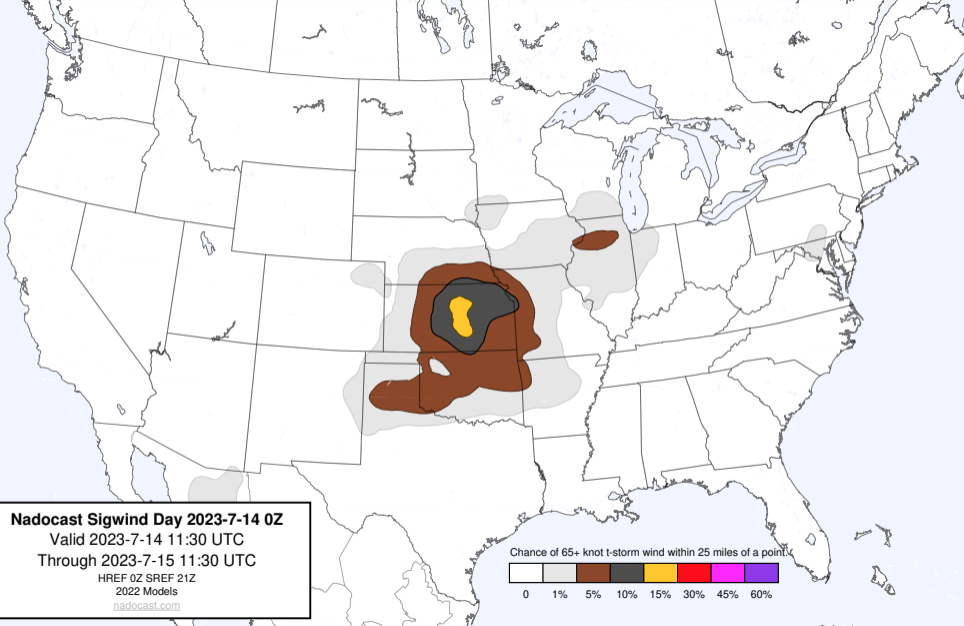 Nadocast Sigwind Day 2023-7-14 0Z
Valid 2023-7-14 11:30 UTC
Through 2023-7-15 11:30 UTC
HREF 0Z SREF 21Z
2022 Models
nadocast.com
Chance of 65+ knot t-storm wind within 25 miles of a point.
0 1% 5% 10% 15% 30% 45% 60%